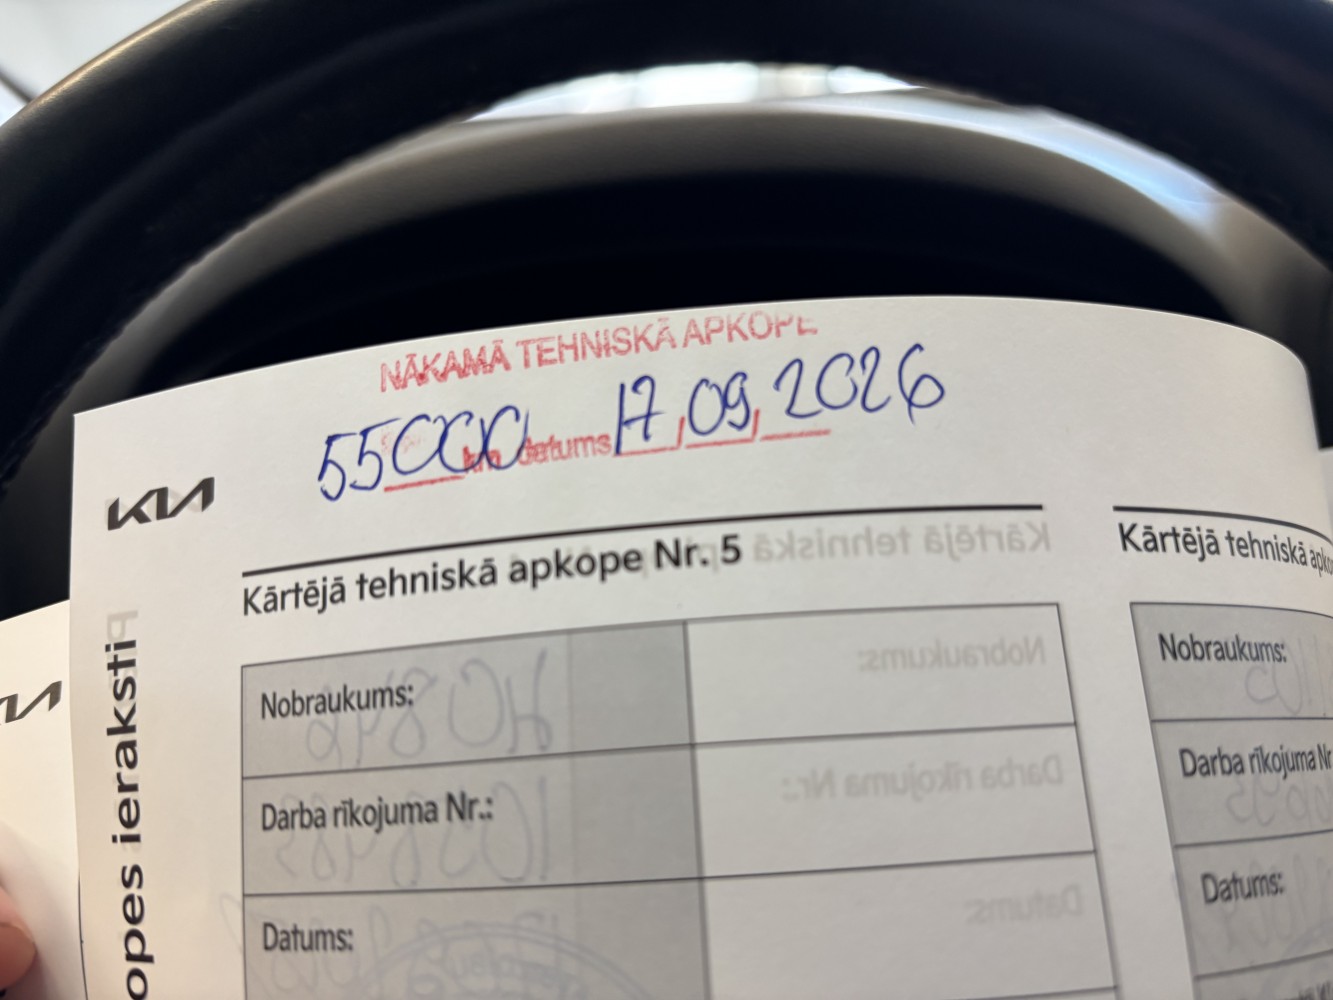 NĀKAMĀ TEHNISKĀ APKOPE
55000 km datums 17.09.2026
KIA
Kārtējā tehniskā apkope Nr. 5
Nobraukums:
Darba rīkojuma Nr.:
Datums:
Kārtējā tehniskā
Nobraukums:
Darba rīkojuma Nr
Datums:
ieraksti